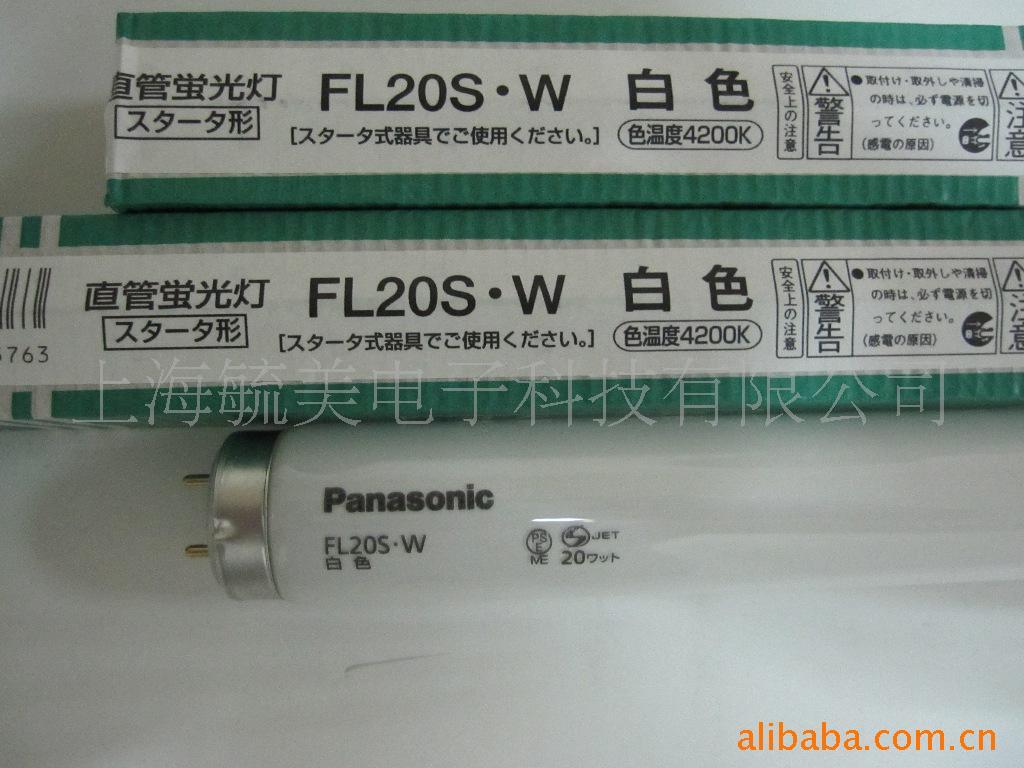 直管蛍光灯 FL20S・W 白色
スタータ形 [スタータ式器具でご使用ください。] 色温度4200K
安全上の注意
警告
●取付け・取外しや清掃
の時は、必ず電源を切
ってください。
(感電の原因)
注意
直管蛍光灯 FL20S・W 白色
スタータ形 [スタータ式器具でご使用ください。] 色温度4200K
安全上の注意
警告
●取付け・取外しや清掃
の時は、必ず電源を切
ってください。
(感電の原因)
注意
5763
上海毓美电子科技有限公司
Panasonic
FL20S・W
白色
PS
E
ME
JET
20ワット
alibaba.com.cn